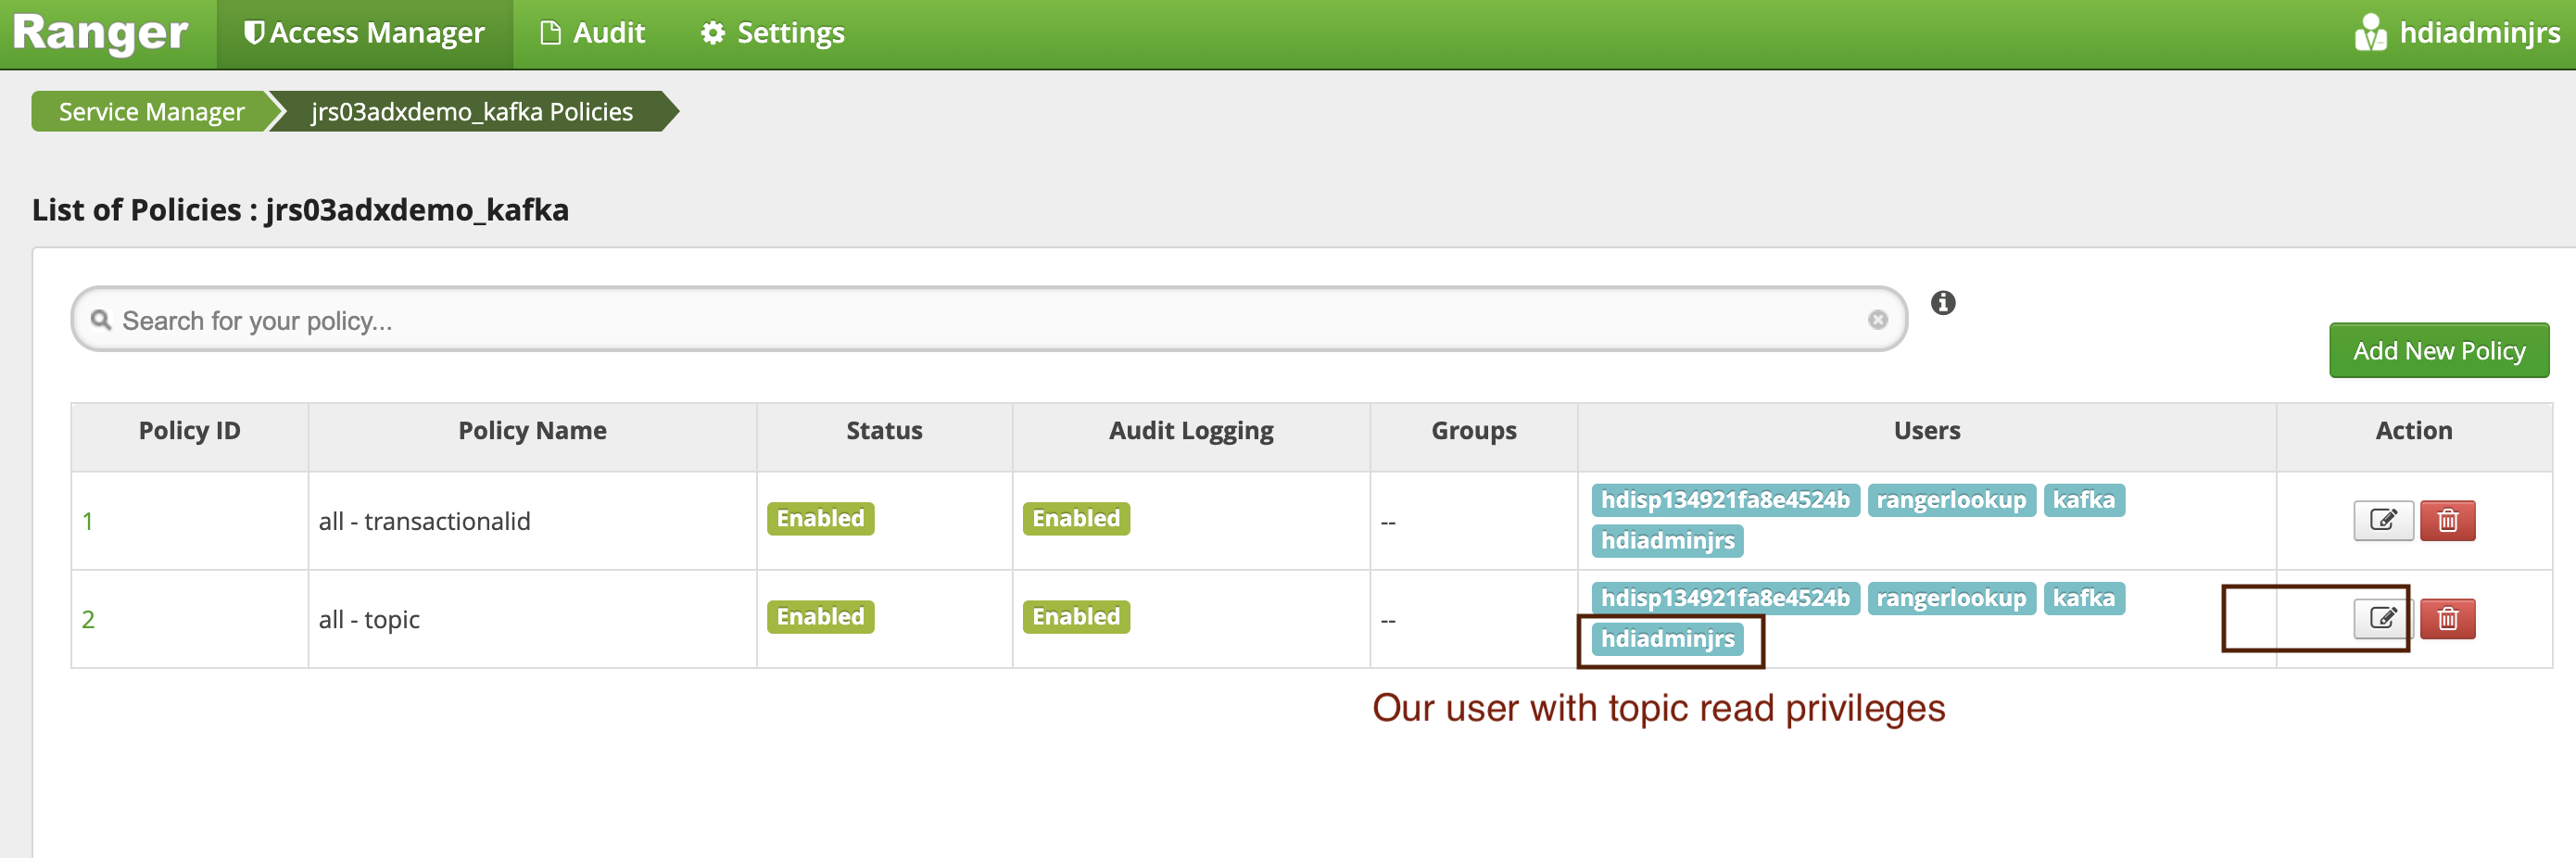 Ranger Access Manager Audit Settings hdiadminjrs
Service Manager jrs03adxdemo_kafka Policies
List of Policies : jrs03adxdemo_kafka
Search for your policy...
Add New Policy
Policy ID Policy Name Status Audit Logging Groups Users Action
1 all - transactionalid Enabled Enabled -- hdisp134921fa8e4524b rangerlookup kafka
hdiadminjrs
2 all - topic Enabled Enabled -- hdisp134921fa8e4524b rangerlookup kafka
hdiadminjrs
Our user with topic read privileges